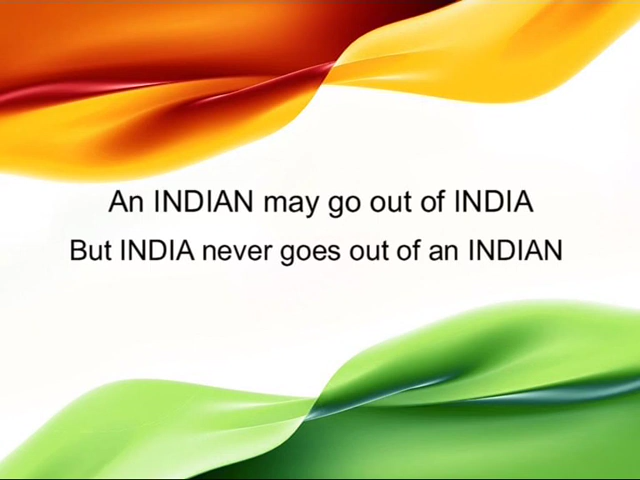 An INDIAN may go out of INDIA
But INDIA never goes out of an INDIAN